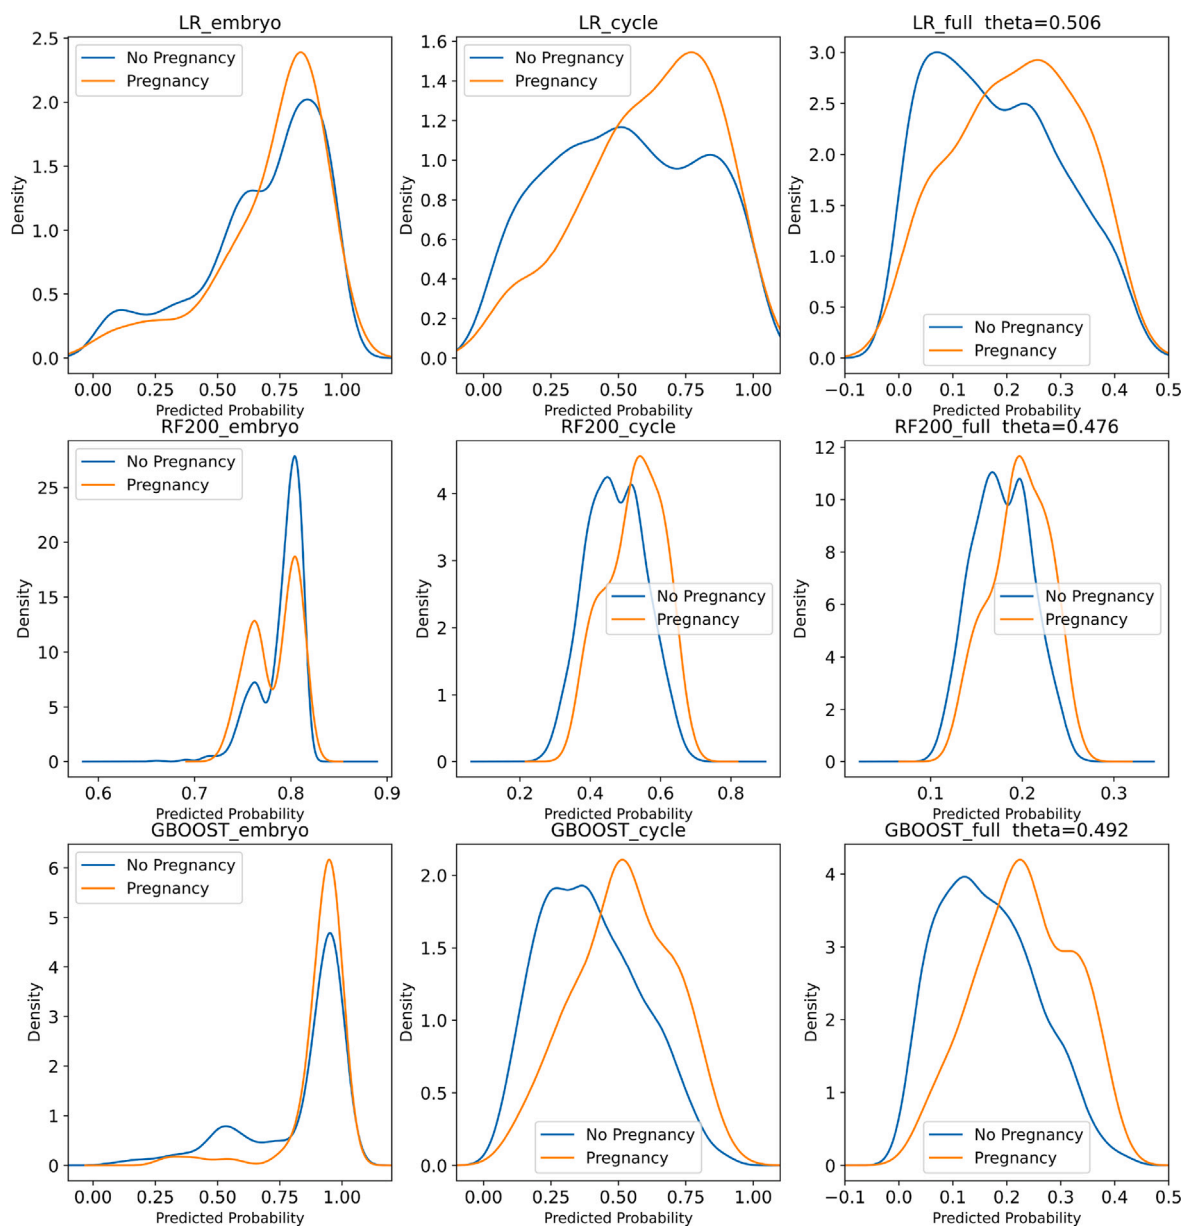 LR_embryo
2.5
2.0
1.5
1.0
0.5
0.0
Density
No Pregnancy
Pregnancy
0.00 0.25 0.50 0.75 1.00
Predicted Probability
LR_cycle
1.6
1.4
1.2
1.0
0.8
0.6
0.4
0.2
0.0
Density
No Pregnancy
Pregnancy
0.00 0.25 0.50 0.75 1.00
Predicted Probability
LR_full theta=0.506
3.0
2.5
2.0
1.5
1.0
0.5
0.0
Density
No Pregnancy
Pregnancy
−0.1 0.0 0.1 0.2 0.3 0.4 0.5
Predicted Probability
RF200_embryo
25
20
15
10
5
0
Density
No Pregnancy
Pregnancy
0.6 0.7 0.8 0.9
Predicted Probability
RF200_cycle
4
3
2
1
0
Density
No Pregnancy
Pregnancy
0.2 0.4 0.6 0.8
Predicted Probability
RF200_full theta=0.476
12
10
8
6
4
2
0
Density
No Pregnancy
Pregnancy
0.1 0.2 0.3
Predicted Probability
GBOOST_embryo
6
5
4
3
2
1
0
Density
No Pregnancy
Pregnancy
0.00 0.25 0.50 0.75 1.00
Predicted Probability
GBOOST_cycle
2.0
1.5
1.0
0.5
0.0
Density
No Pregnancy
Pregnancy
0.00 0.25 0.50 0.75 1.00
Predicted Probability
GBOOST_full theta=0.492
4
3
2
1
0
Density
No Pregnancy
Pregnancy
−0.1 0.0 0.1 0.2 0.3 0.4 0.5
Predicted Probability